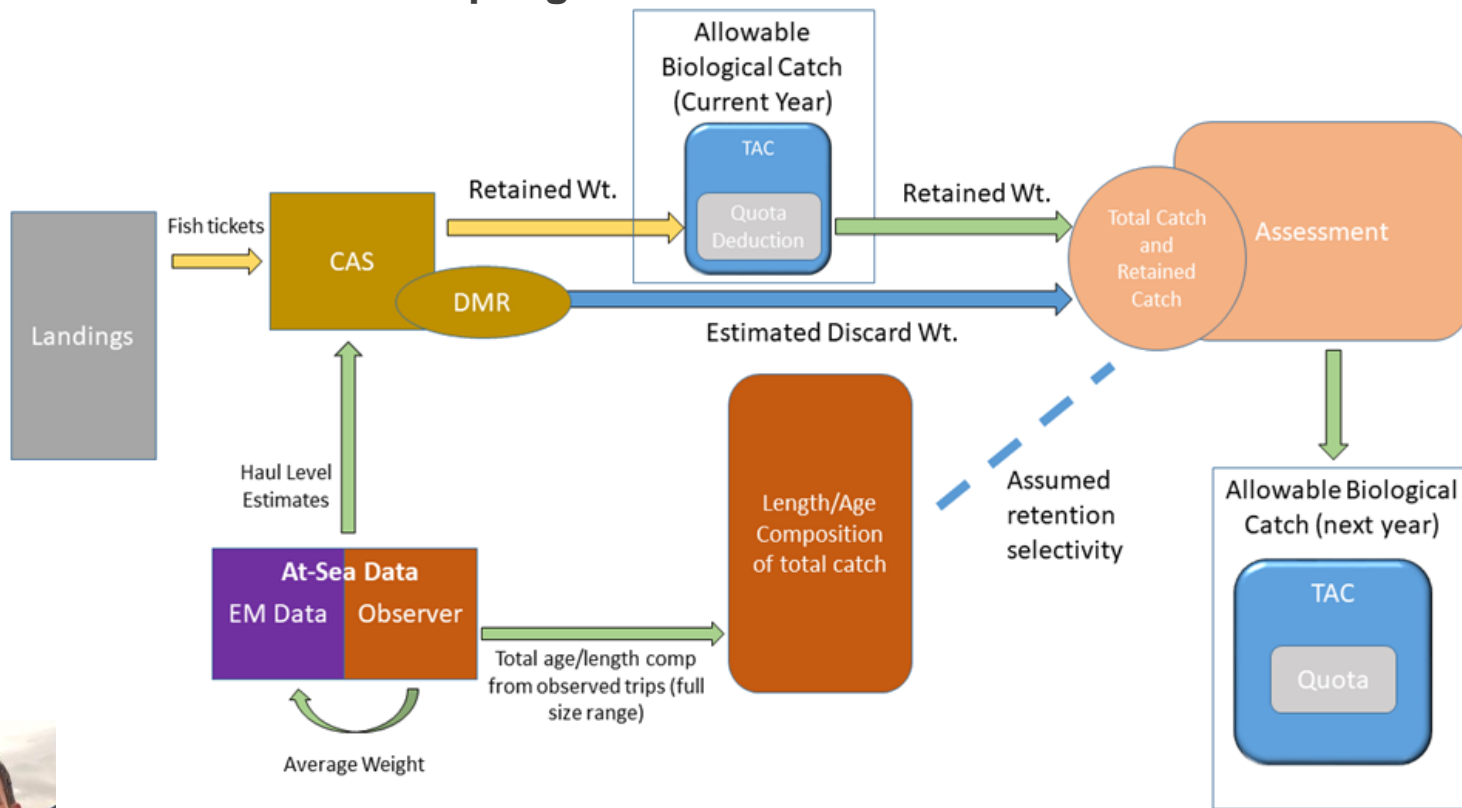 Allowable
Biological Catch
(Current Year)
TAC
Quota
Deduction
Retained Wt.
Retained Wt.
Fish tickets
CAS
DMR
Landings
Total Catch
and
Retained
Catch
Assessment
Estimated Discard Wt.
Haul Level
Estimates
Length/Age
Composition
of total catch
Assumed
retention
selectivity
Allowable Biological
Catch (next year)
TAC
Quota
At-Sea Data
EM Data
Observer
Total age/length comp
from observed trips (full
size range)
Average Weight